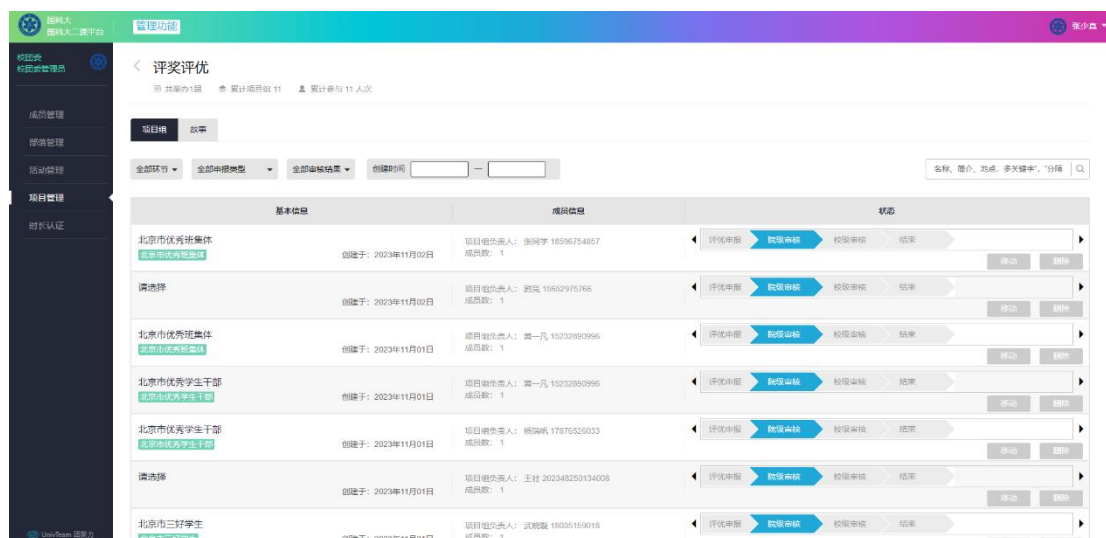 国科大
国科大二课平台
管理功能
张少真
校团委
校团委管理员
成员管理
部落管理
活动管理
项目管理
时长认证
UnivTeam 团聚力
评奖评优
共举办1届 累计项目组 11 累计参与 11 人次
项目组 故事
全部环节 全部申报类型 全部审核结果 创建时间 —
名称、简介、地点,多关键字","分隔
基本信息 成员信息 状态
北京市优秀班集体
北京市优秀班集体
创建于:2023年11月02日
项目组负责人: 张同学 18596754857
成员数: 1
评优申报 院级审核 校级审核 结束
移动 删除
请选择
创建于:2023年11月02日
项目组负责人: 15652975766
成员数: 1
评优申报 院级审核 校级审核 结束
移动 删除
北京市优秀班集体
北京市优秀班集体
创建于:2023年11月01日
项目组负责人: 黄一凡 15232890996
成员数: 1
评优申报 院级审核 校级审核 结束
移动 删除
北京市优秀学生干部
北京市优秀学生干部
创建于:2023年11月01日
项目组负责人: 黄一凡 15232890996
成员数: 1
评优申报 院级审核 校级审核 结束
移动 删除
北京市优秀学生干部
北京市优秀学生干部
创建于:2023年11月01日
项目组负责人: 杨瑞帆 17876526033
成员数: 1
评优申报 院级审核 校级审核 结束
移动 删除
请选择
创建于:2023年11月01日
项目组负责人: 王壮 202348250134008
成员数: 1
评优申报 院级审核 校级审核 结束
移动 删除
北京市三好学生
项目组负责人: 武晓璇 18035159018
评优申报 院级审核 校级审核 结束